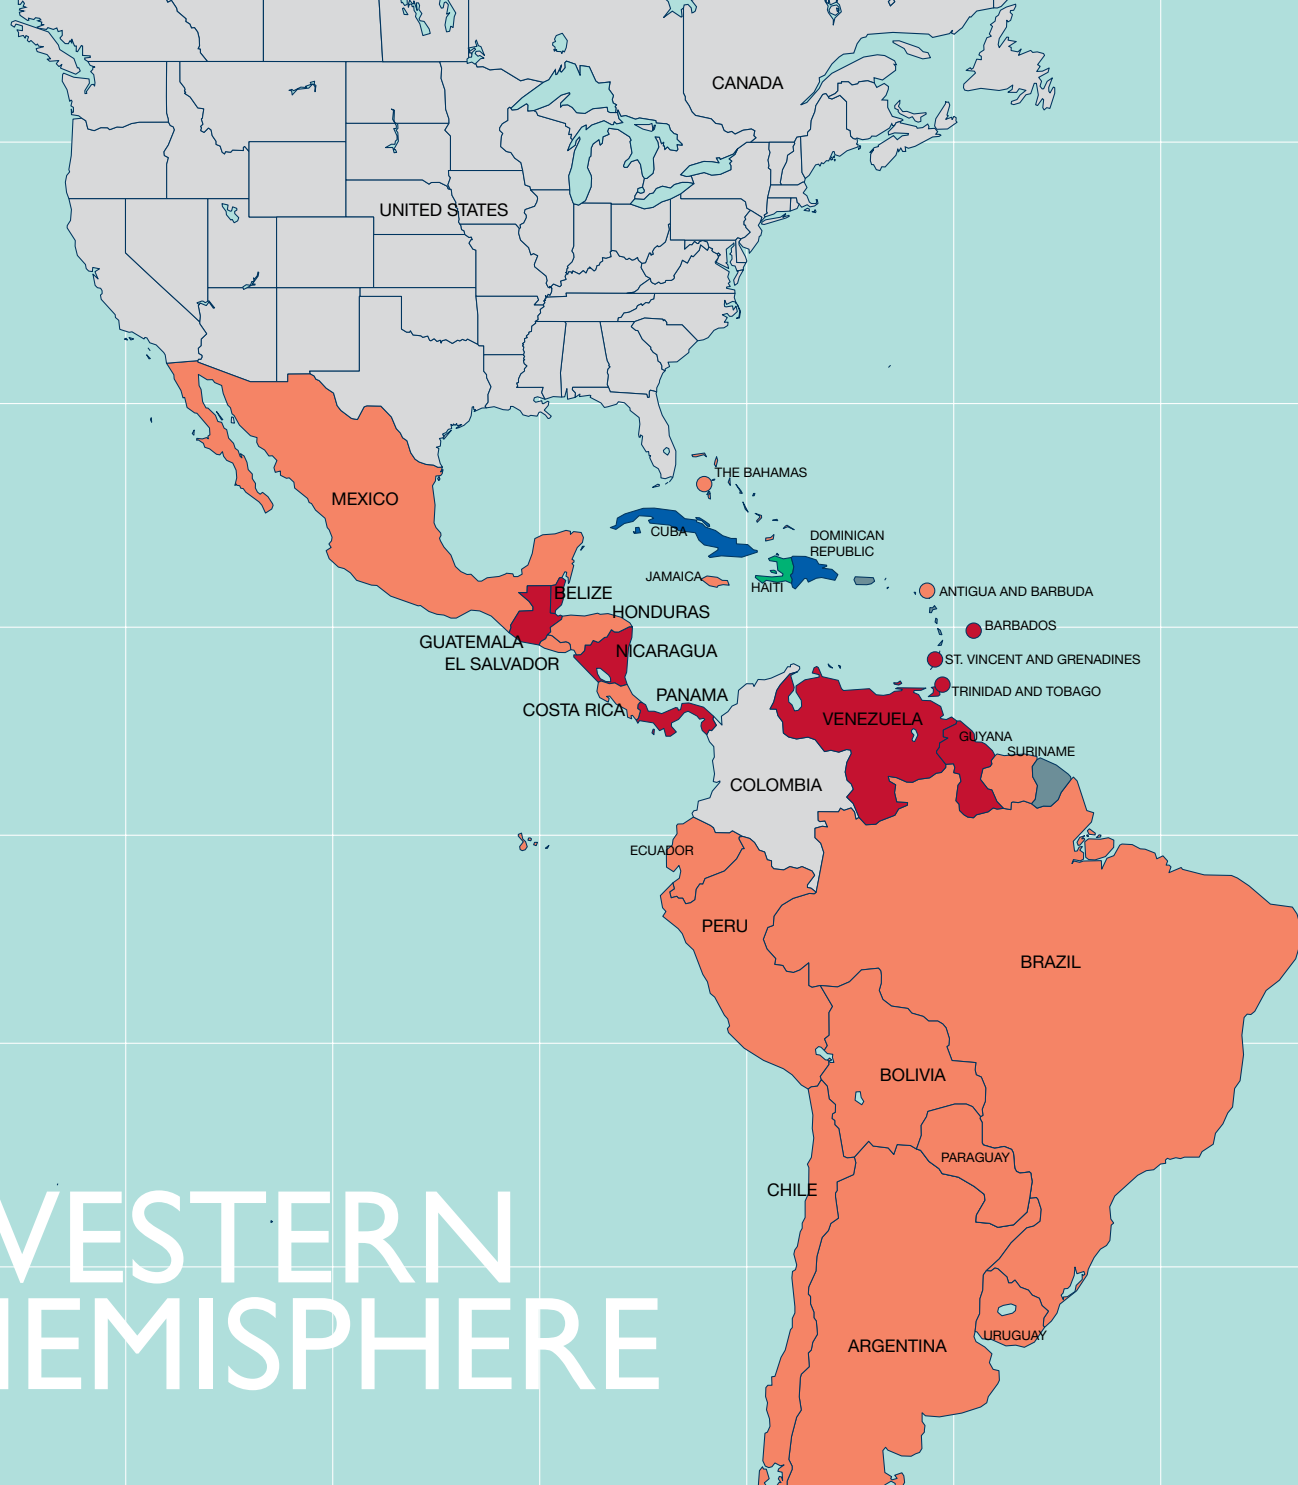 CANADA
UNITED STATES
MEXICO
THE BAHAMAS
CUBA
DOMINICAN
REPUBLIC
JAMAICA
HAITI
BELIZE
ANTIGUA AND BARBUDA
HONDURAS
BARBADOS
GUATEMALA
NICARAGUA
EL SALVADOR
ST. VINCENT AND GRENADINES
PANAMA
TRINIDAD AND TOBAGO
COSTA RICA
VENEZUELA
GUYANA
SURINAME
COLOMBIA
ECUADOR
PERU
BRAZIL
BOLIVIA
PARAGUAY
CHILE
WESTERN
HEMISPHERE
URUGUAY
ARGENTINA